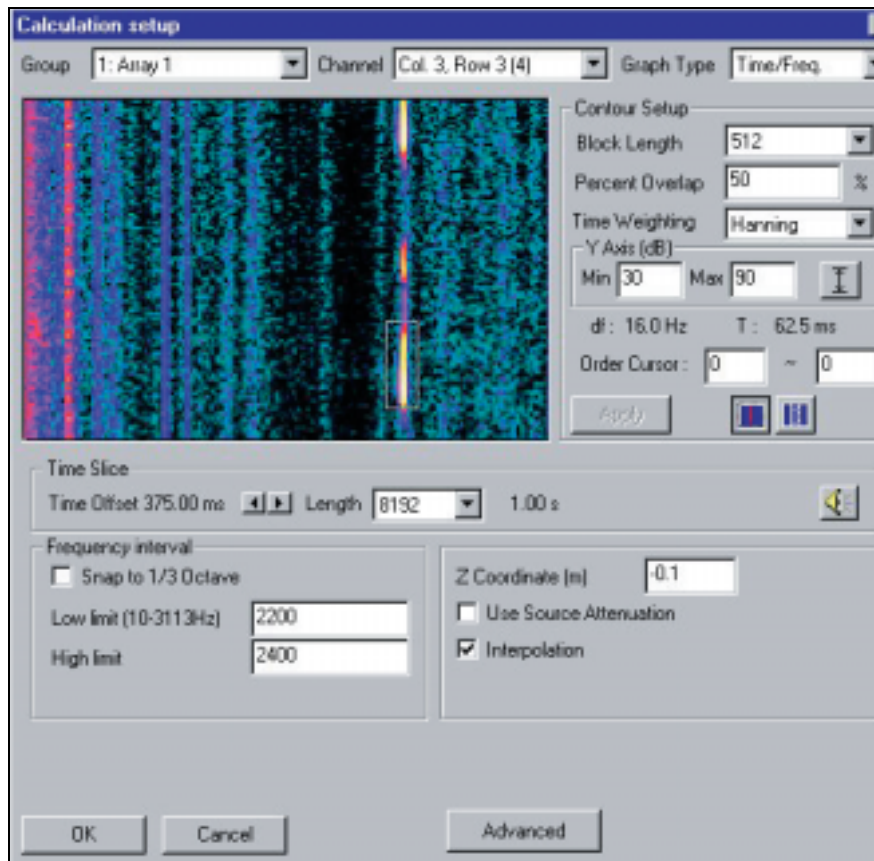 Calculation setup
Group 1: Array 1 Channel Col. 3, Row 3 (4) Graph Type Time/Freq.
Contour Setup
Block Length 512
Percent Overlap 50 %
Time Weighting Hanning
Y Axis (dB)
Min 30 Max 90
df : 16.0 Hz T : 62.5 ms
Order Cursor : 0 ~ 0
Apply
Time Slice
Time Offset 375.00 ms Length 8192 1.00 s
Frequency interval
Snap to 1/3 Octave
Low limit (10-3113Hz) 2200
High limit 2400
Z Coordinate (m) -0.1
Use Source Attenuation
Interpolation
OK Cancel Advanced